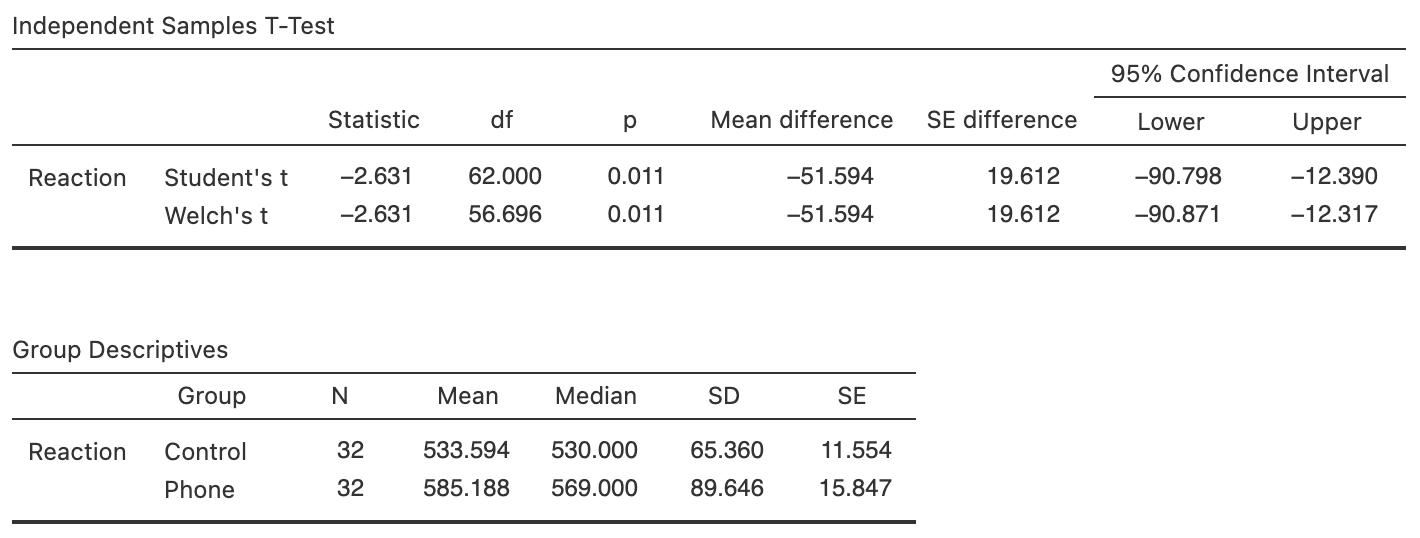 Independent Samples T-Test
95% Confidence Interval
Statistic df p Mean difference SE difference Lower Upper
Reaction Student's t −2.631 62.000 0.011 −51.594 19.612 −90.798 −12.390
Welch's t −2.631 56.696 0.011 −51.594 19.612 −90.871 −12.317
Group Descriptives
Group N Mean Median SD SE
Reaction Control 32 533.594 530.000 65.360 11.554
Phone 32 585.188 569.000 89.646 15.847